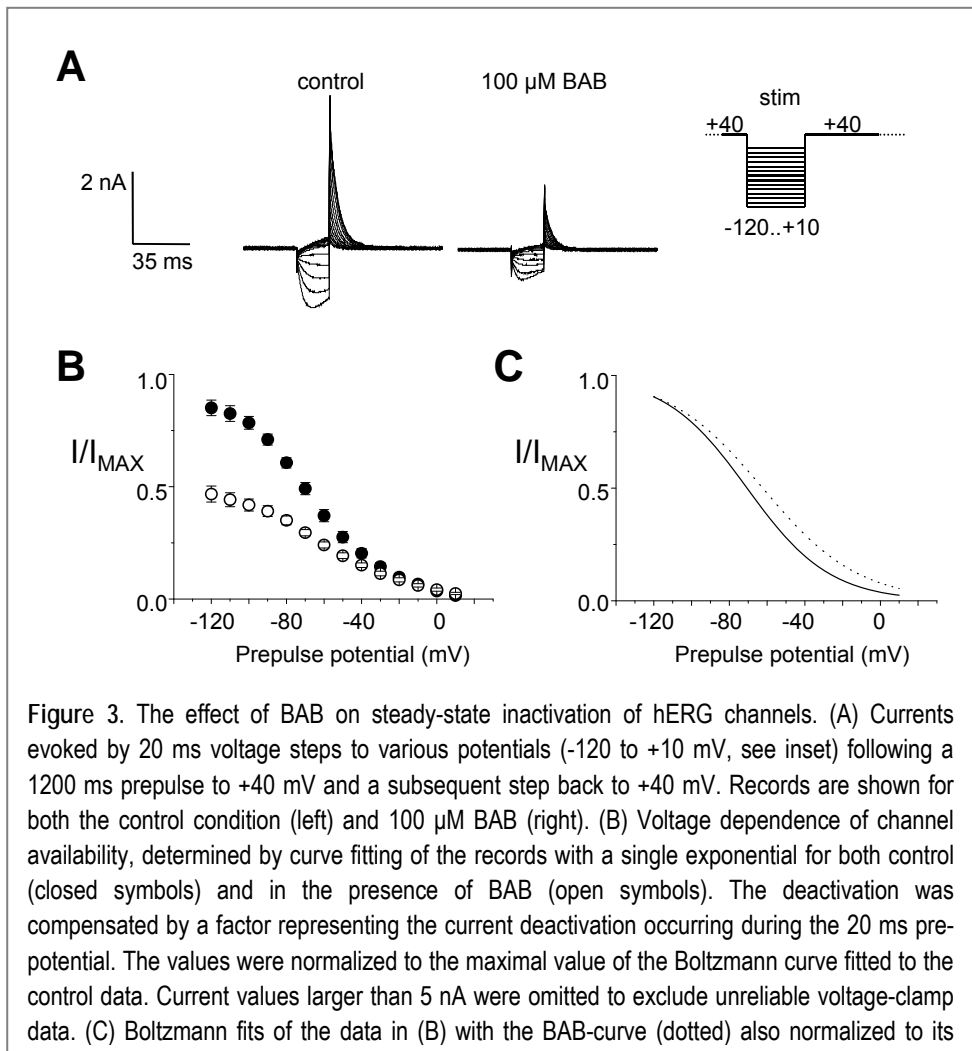 A
control
100 µM BAB
stim
+40
+40
2 nA
35 ms
-120..+10
B
C
1.0
1.0
I/I_MAX
I/I_MAX
0.5
0.5
0.0
0.0
-120 -80 -40 0
-120 -80 -40 0
Prepulse potential (mV)
Prepulse potential (mV)
Figure 3. The effect of BAB on steady-state inactivation of hERG channels. (A) Currents
evoked by 20 ms voltage steps to various potentials (-120 to +10 mV, see inset) following a
1200 ms prepulse to +40 mV and a subsequent step back to +40 mV. Records are shown for
both the control condition (left) and 100 µM BAB (right). (B) Voltage dependence of channel
availability, determined by curve fitting of the records with a single exponential for both control
(closed symbols) and in the presence of BAB (open symbols). The deactivation was
compensated by a factor representing the current deactivation occurring during the 20 ms pre-
potential. The values were normalized to the maximal value of the Boltzmann curve fitted to the
control data. Current values larger than 5 nA were omitted to exclude unreliable voltage-clamp
data. (C) Boltzmann fits of the data in (B) with the BAB-curve (dotted) also normalized to its